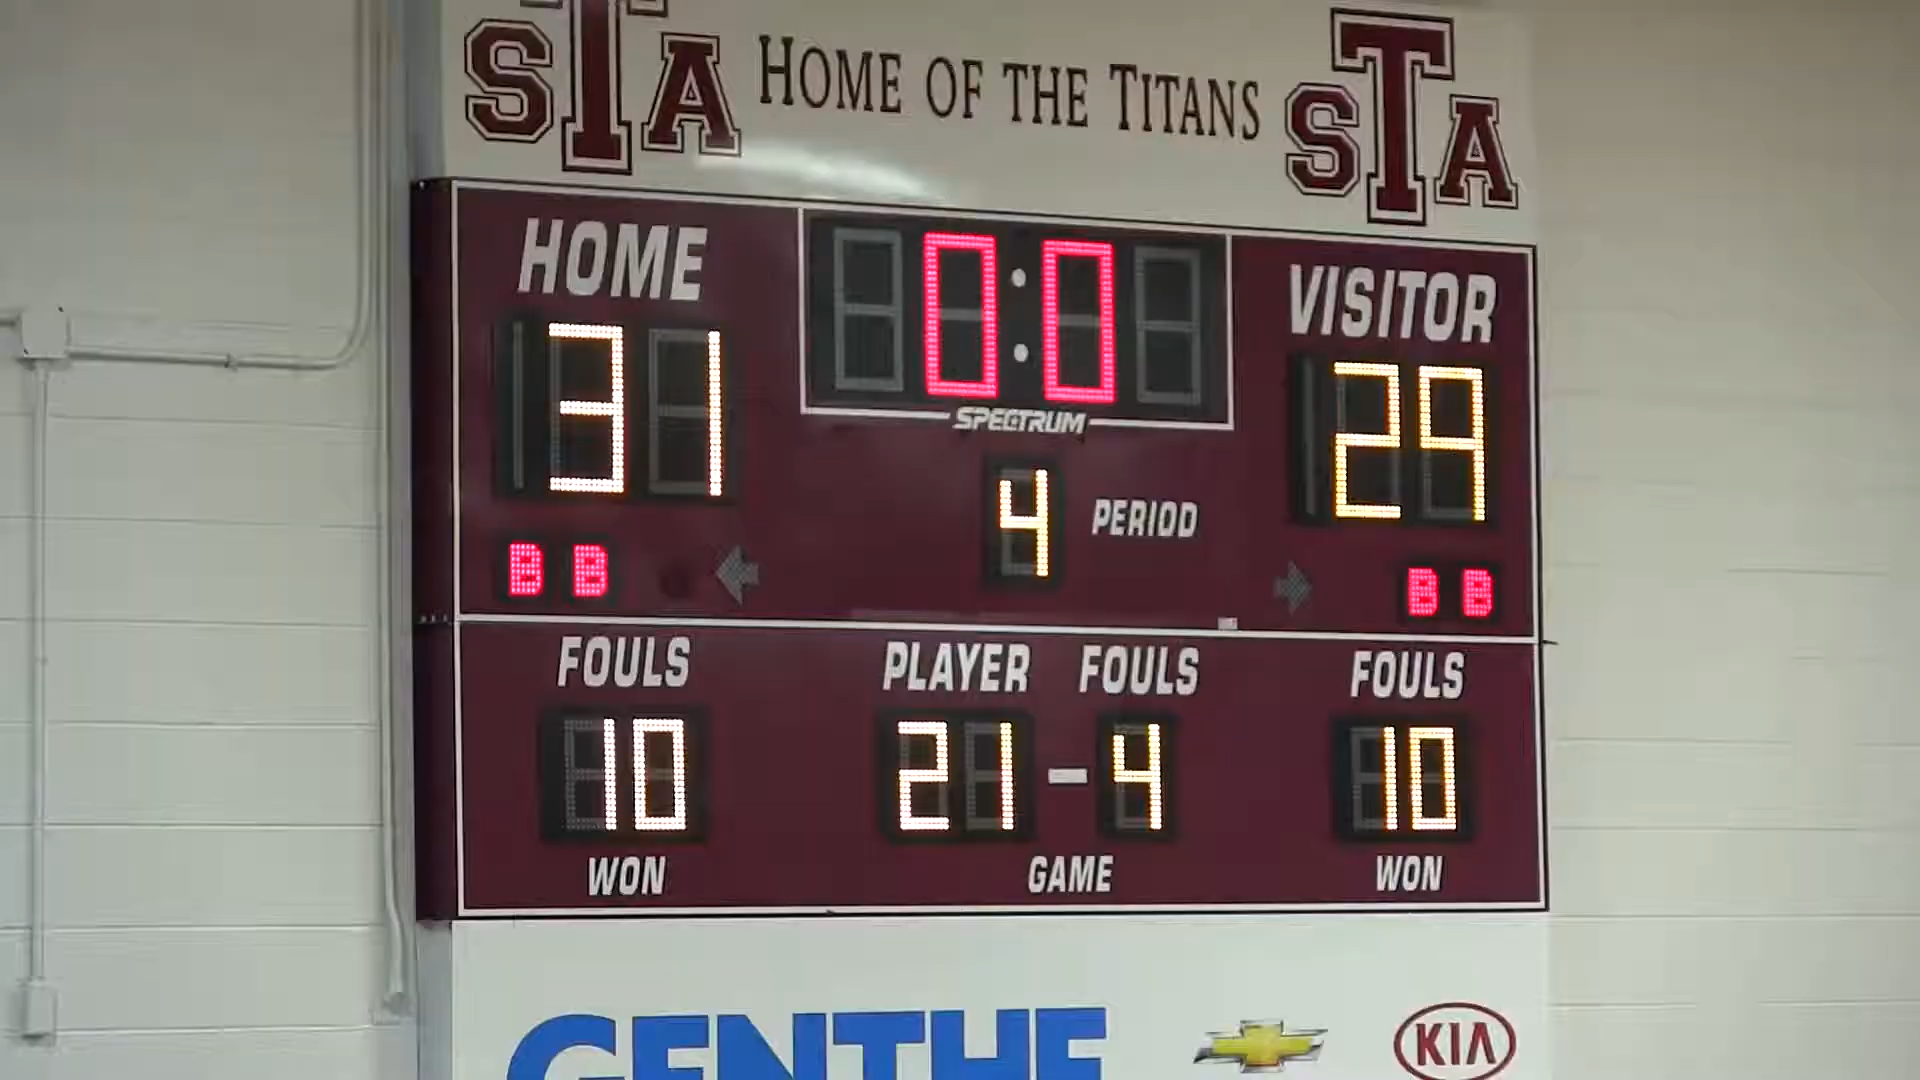 STA HOME OF THE TITANS STA
HOME 0:0 VISITOR
31 29
SPECTRUM
4 PERIOD
B B B B
FOULS PLAYER FOULS FOULS
10 21-4 10
WON GAME WON
GENTHE KIA